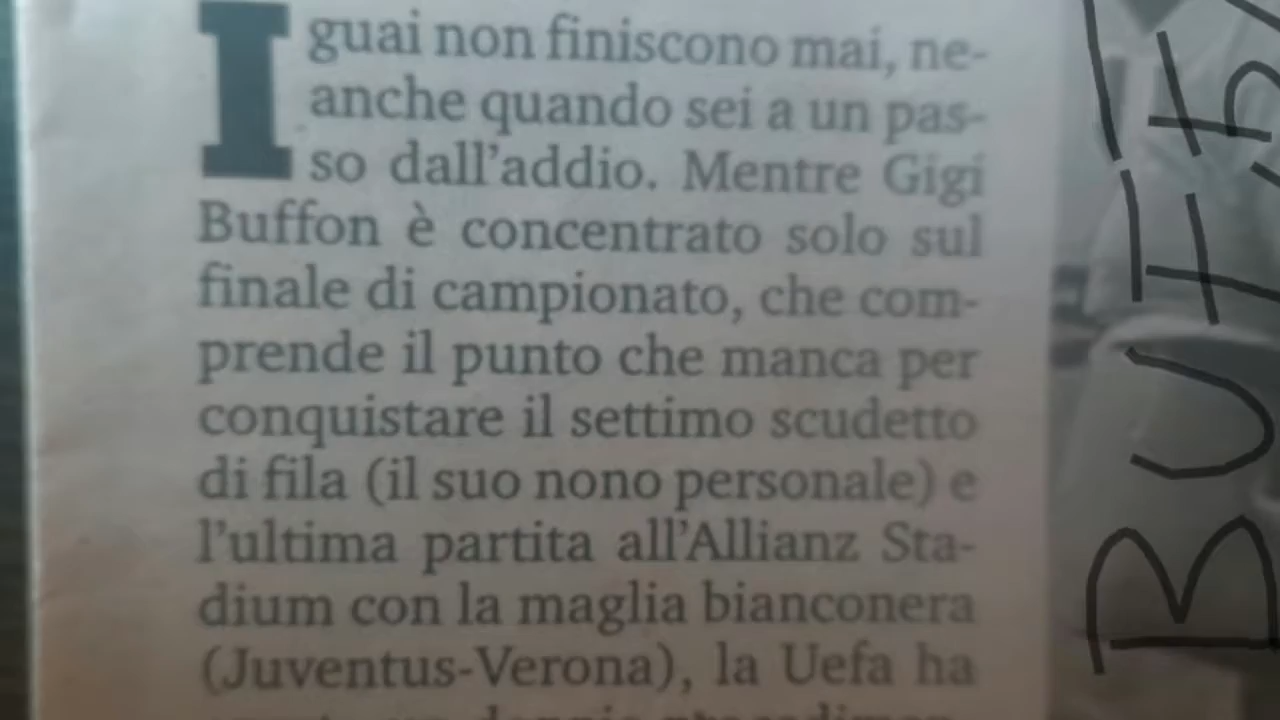 I guai non finiscono mai, ne-
anche quando sei a un pas-
so dall'addio. Mentre Gigi
Buffon è concentrato solo sul
finale di campionato, che com-
prende il punto che manca per
conquistare il settimo scudetto
di fila (il suo nono personale) e
l'ultima partita all'Allianz Sta-
dium con la maglia bianconera
(Juventus-Verona), la Uefa ha